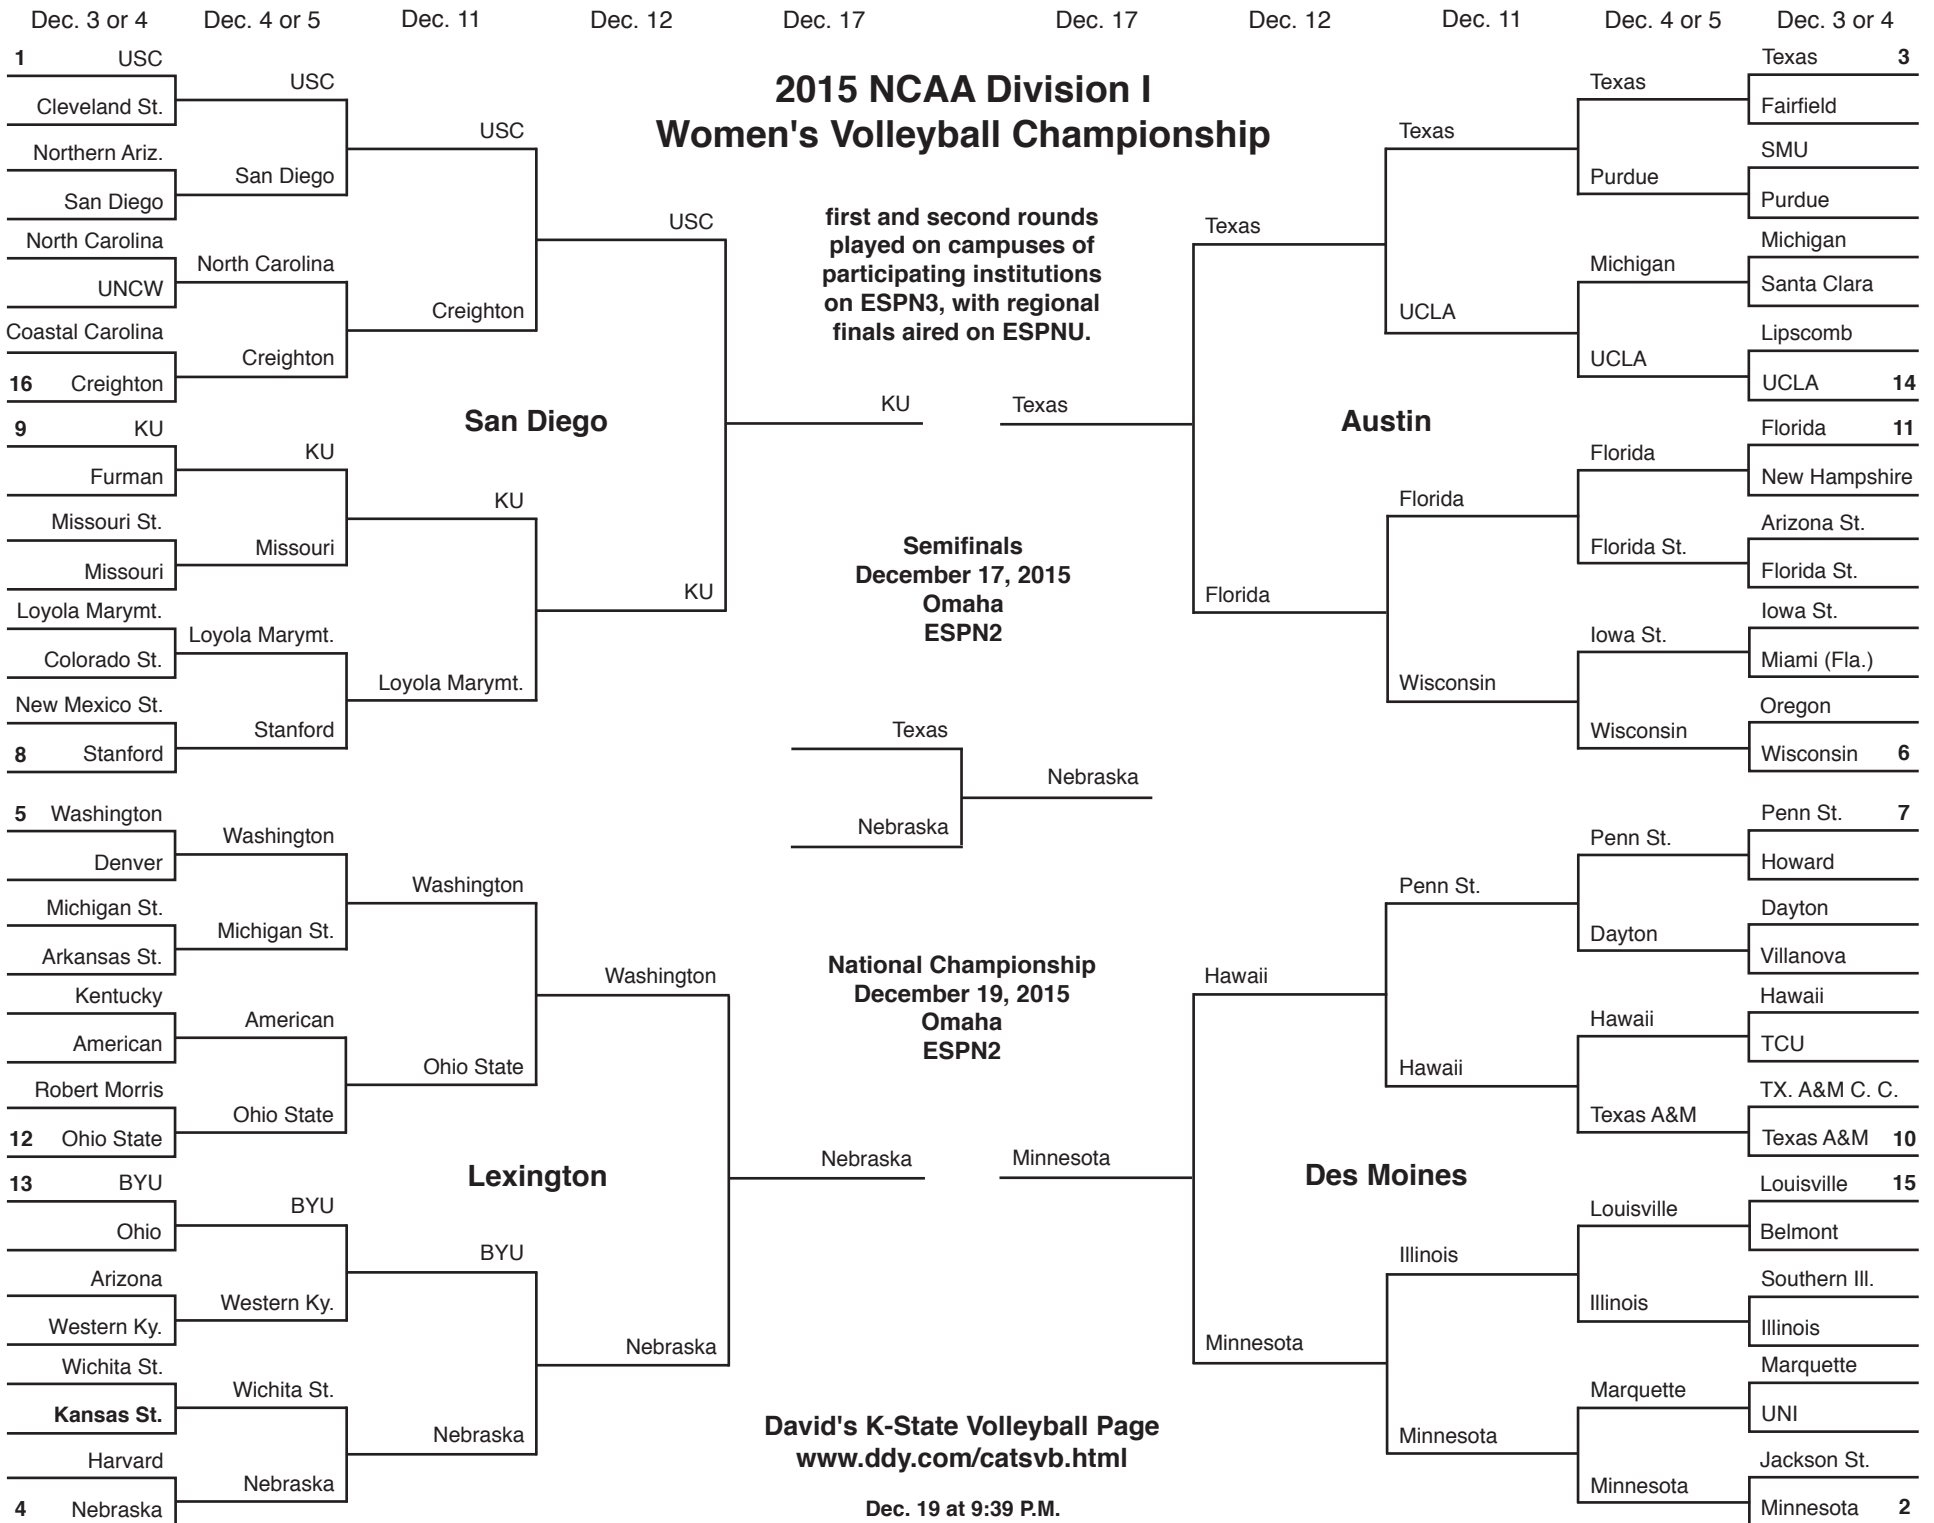 Dec. 3 or 4
Dec. 4 or 5
Dec. 11
Dec. 12
Dec. 17
Dec. 17
Dec. 12
Dec. 11
Dec. 4 or 5
Dec. 3 or 4
2015 NCAA Division I
Women's Volleyball Championship
first and second rounds
played on campuses of
participating institutions
on ESPN3, with regional
finals aired on ESPNU.
1 USC
Cleveland St.
Northern Ariz.
San Diego
North Carolina
UNCW
Coastal Carolina
16 Creighton
9 KU
Furman
Missouri St.
Missouri
Loyola Marymt.
Colorado St.
New Mexico St.
8 Stanford
5 Washington
Denver
Michigan St.
Arkansas St.
Kentucky
American
Robert Morris
12 Ohio State
13 BYU
Ohio
Arizona
Western Ky.
Wichita St.
Kansas St.
Harvard
4 Nebraska
USC
San Diego
North Carolina
Creighton
KU
Missouri
Loyola Marymt.
Stanford
Washington
Michigan St.
American
Ohio State
BYU
Western Ky.
Wichita St.
Nebraska
USC
Creighton
KU
Loyola Marymt.
Washington
Ohio State
BYU
Nebraska
San Diego
Lexington
USC
KU
Washington
Nebraska
KU
Nebraska
Semifinals
December 17, 2015
Omaha
ESPN2
Texas
Nebraska
Nebraska
National Championship
December 19, 2015
Omaha
ESPN2
David's K-State Volleyball Page
www.ddy.com/catsvb.html
Dec. 19 at 9:39 P.M.
Texas
Minnesota
Texas
Florida
Hawaii
Minnesota
Austin
Des Moines
Texas
UCLA
Florida
Wisconsin
Penn St.
Hawaii
Illinois
Minnesota
Texas
Purdue
Michigan
UCLA
Florida
Florida St.
Iowa St.
Wisconsin
Penn St.
Dayton
Hawaii
Texas A&M
Louisville
Illinois
Marquette
Minnesota
Texas 3
Fairfield
SMU
Purdue
Michigan
Santa Clara
Lipscomb
UCLA 14
Florida 11
New Hampshire
Arizona St.
Florida St.
Iowa St.
Miami (Fla.)
Oregon
Wisconsin 6
Penn St. 7
Howard
Dayton
Villanova
Hawaii
TCU
TX. A&M C. C.
Texas A&M 10
Louisville 15
Belmont
Southern Ill.
Illinois
Marquette
UNI
Jackson St.
Minnesota 2